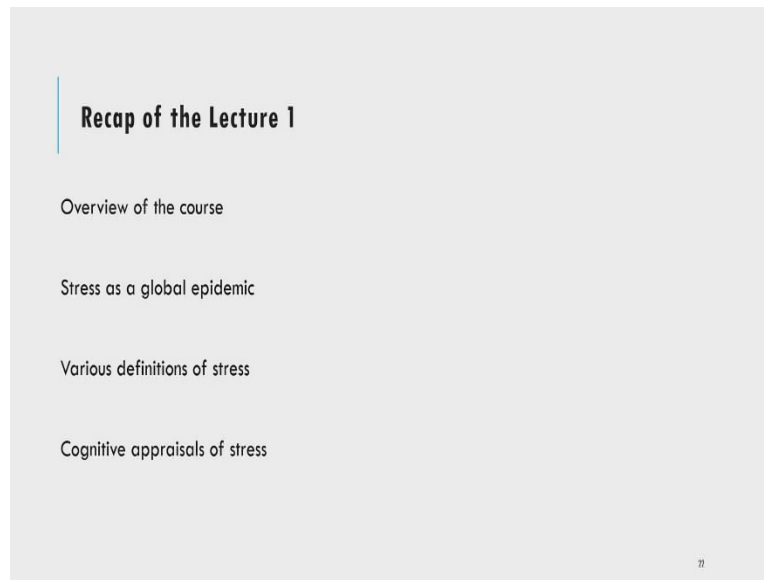 Recap of the Lecture 1
Overview of the course
Stress as a global epidemic
Various definitions of stress
Cognitive appraisals of stress